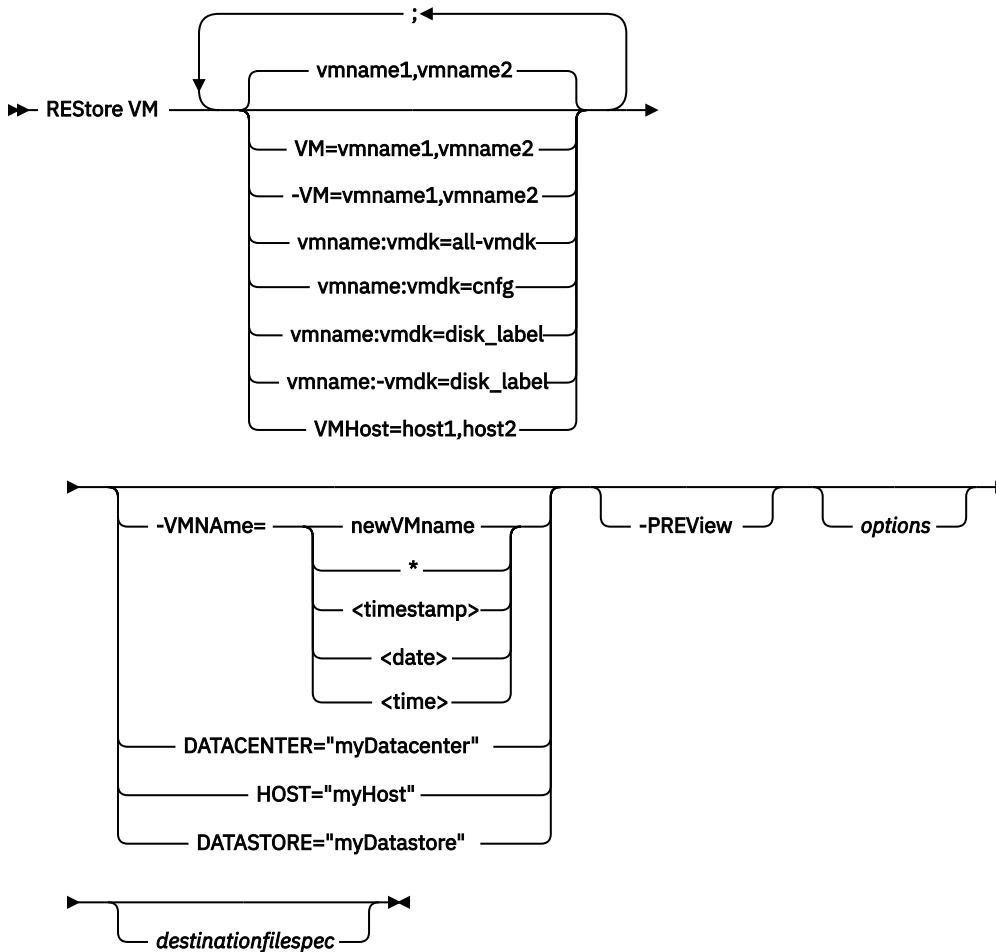 ;
vmname1,vmname2
REStore VM
VM=vmname1,vmname2
-VM=vmname1,vmname2
vmname:vmdk=all-vmdk
vmname:vmdk=cnfg
vmname:vmdk=disk_label
vmname:-vmdk=disk_label
VMHost=host1,host2
-VMNAme= newVMname -PREView options
*
<timestamp>
<date>
<time>
DATACENTER="myDatacenter"
HOST="myHost"
DATASTORE="myDatastore"
destinationfilespec